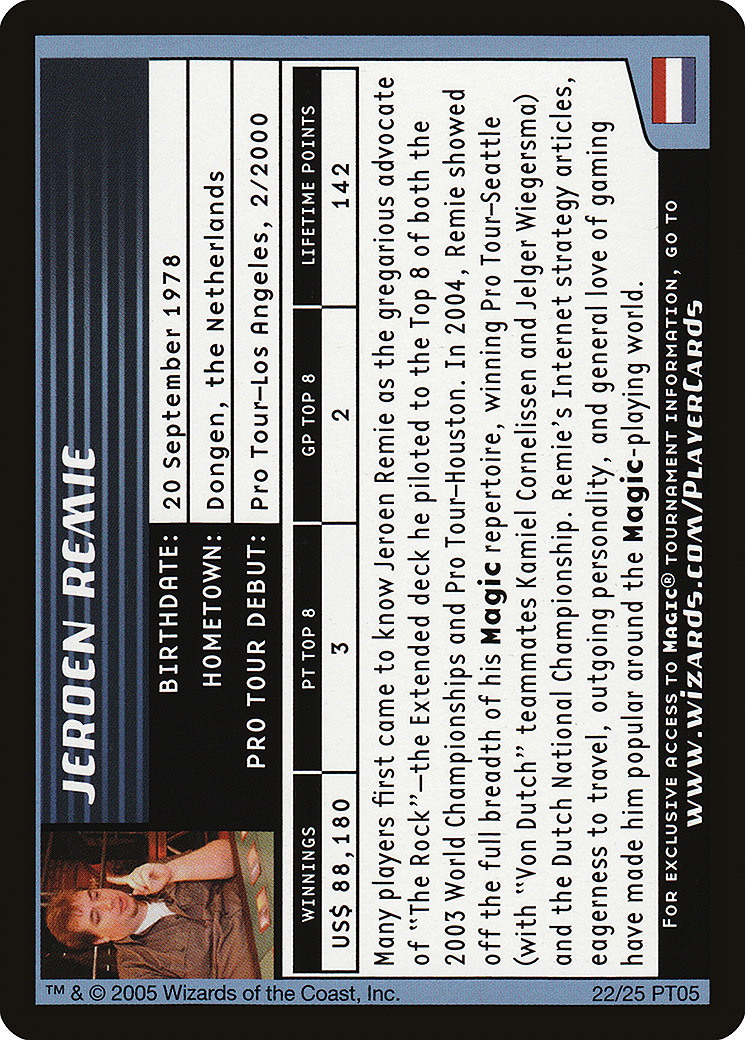 JEROEN REMIE
BIRTHDATE: 20 September 1978
HOMETOWN: Dongen, the Netherlands
PRO TOUR DEBUT: Pro Tour–Los Angeles, 2/2000
WINNINGS PT TOP 8 GP TOP 8 LIFETIME POINTS
US$ 88,180 3 2 142
Many players first came to know Jeroen Remie as the gregarious advocate
of “The Rock”—the Extended deck he piloted to the Top 8 of both the
2003 World Championships and Pro Tour–Houston. In 2004, Remie showed
off the full breadth of his Magic repertoire, winning Pro Tour–Seattle
(with “Von Dutch” teammates Kamiel Cornelissen and Jelger Wiegersma)
and the Dutch National Championship. Remie’s Internet strategy articles,
eagerness to travel, outgoing personality, and general love of gaming
have made him popular around the Magic-playing world.
FOR EXCLUSIVE ACCESS TO MAGIC® TOURNAMENT INFORMATION, GO TO
www.wizards.com/PlayerCards
™ & © 2005 Wizards of the Coast, Inc.
22/25 PT05